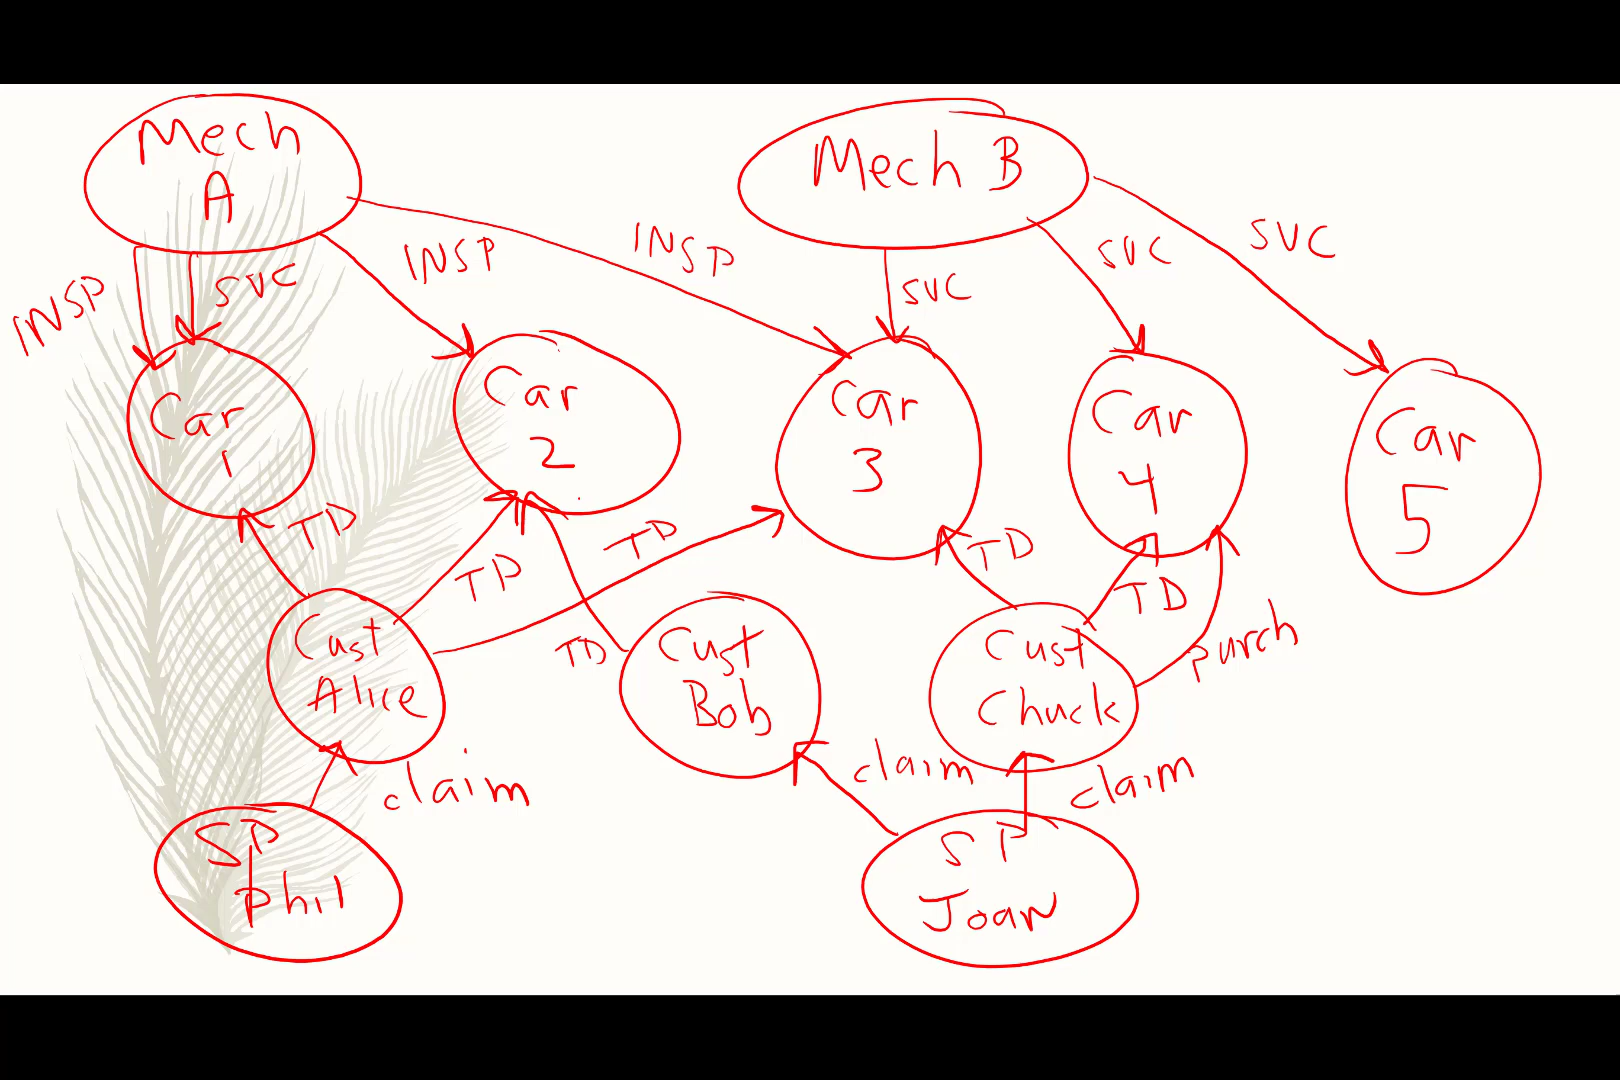 Mech
A
Mech B
INSP
SVC
INSP
INSP
SVC
SVC
SVC
Car
1
Car
2
Car
3
Car
4
Car
5
TD
TD
TD
TD
TD
TD
purch
Cust
Alice
Cust
Bob
Cust
Chuck
claim
claim
claim
SP
Phil
SP
Joan